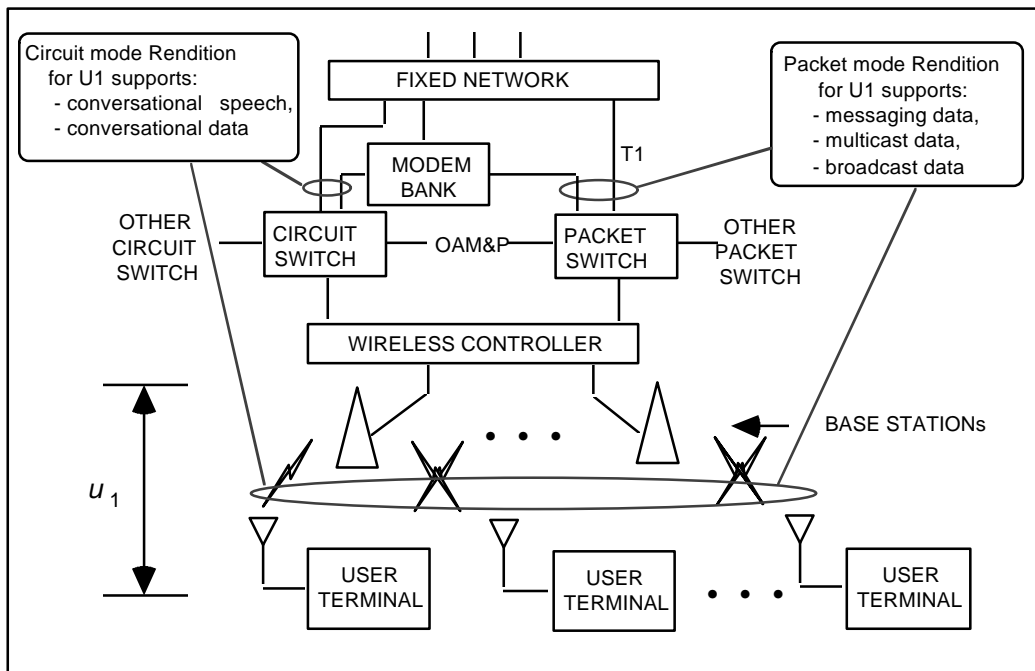 Circuit mode Rendition
for U1 supports:
- conversational speech,
- conversational data
Packet mode Rendition
for U1 supports:
- messaging data,
- multicast data,
- broadcast data
FIXED NETWORK
T1
MODEM
BANK
OTHER
CIRCUIT
SWITCH
CIRCUIT
SWITCH
OAM&P
PACKET
SWITCH
OTHER
PACKET
SWITCH
WIRELESS CONTROLLER
BASE STATIONs
u 1
USER
TERMINAL
USER
TERMINAL
USER
TERMINAL